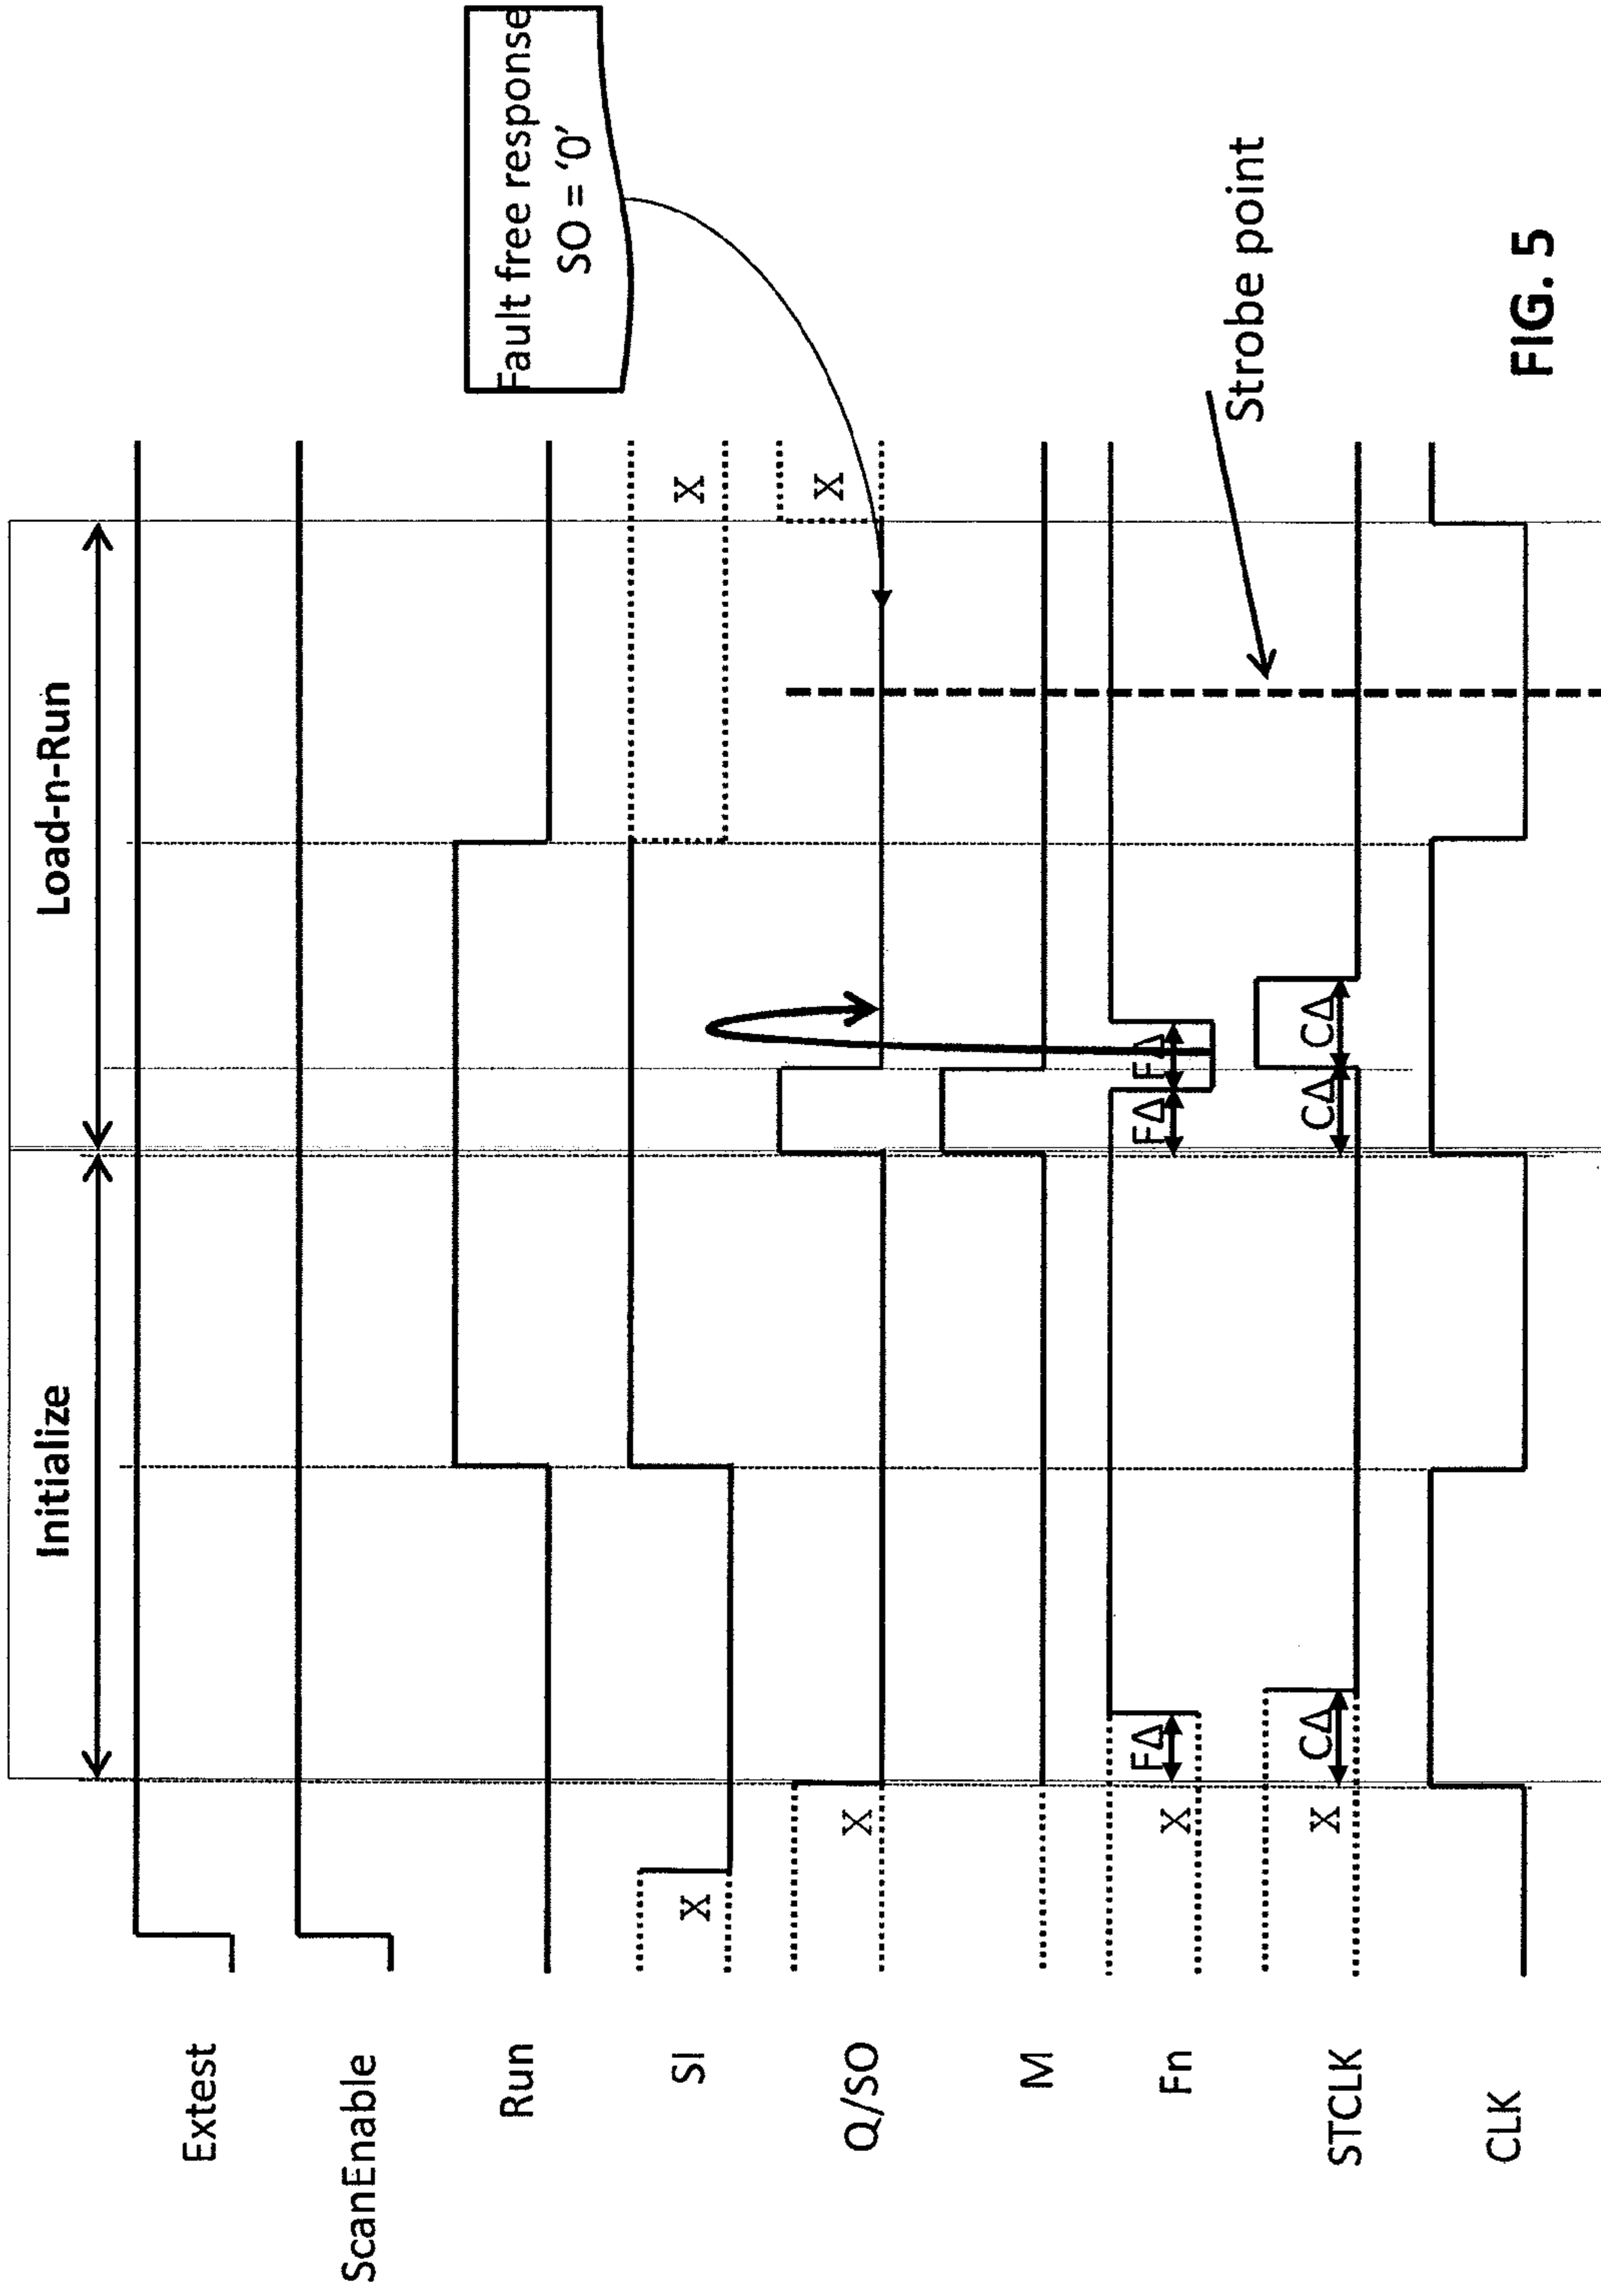 Initialize
Load-n-Run
Extest
ScanEnable
Run
Fault free response
SO = ‘0’
SI
X
X
Q/SO
X
X
M
Fn
X
FΔ
FΔ
FΔ
STCLK
X
CΔ
CΔ
CΔ
Strobe point
CLK
FIG. 5